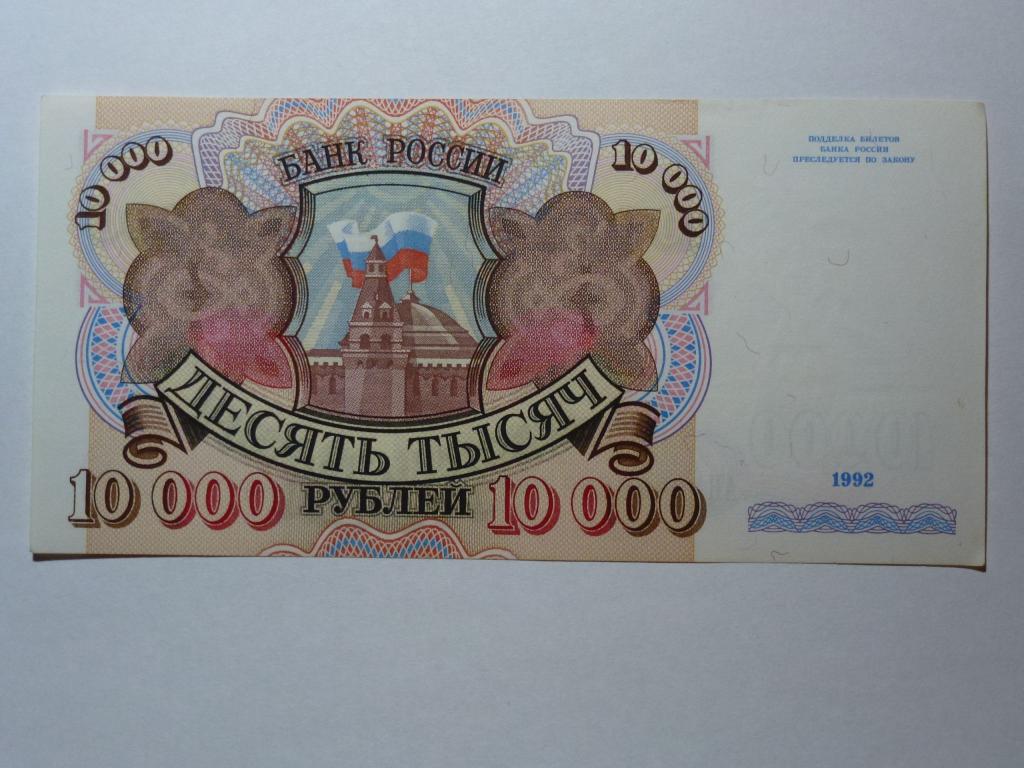 БАНК РОССИИ
10 000
10 000
ПОДДЕЛКА БИЛЕТОВ
БАНКА РОССИИ
ПРЕСЛЕДУЕТСЯ ПО ЗАКОНУ
ДЕСЯТЬ ТЫСЯЧ
10 000 РУБЛЕЙ 10 000
1992